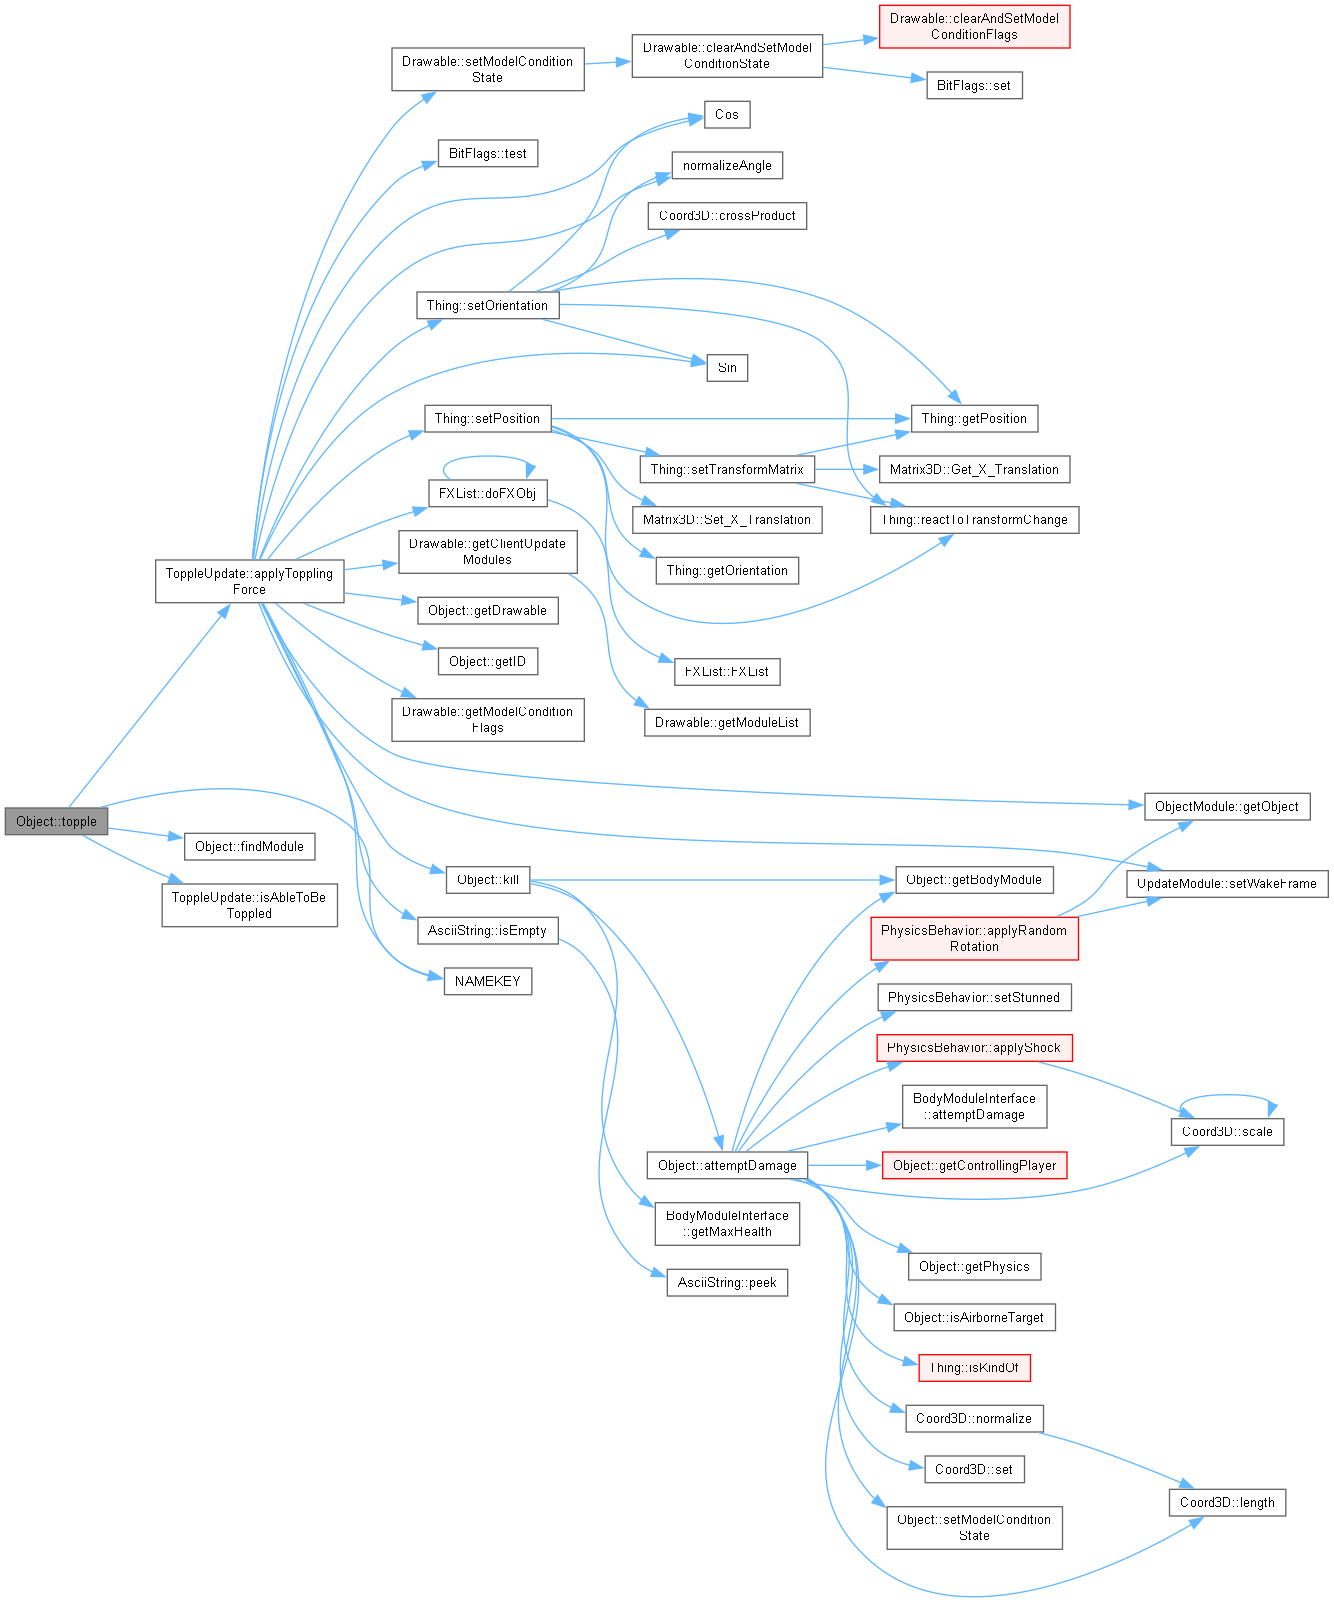 Drawable::clearAndSetModel
ConditionFlags
Drawable::setModelCondition
State
Drawable::clearAndSetModel
ConditionState
BitFlags::set
Cos
BitFlags::test
normalizeAngle
Coord3D::crossProduct
Thing::setOrientation
Sin
Thing::setPosition
Thing::getPosition
Thing::setTransformMatrix
Matrix3D::Get_X_Translation
FXList::doFXObj
Matrix3D::Set_X_Translation
Thing::reactToTransformChange
Drawable::getClientUpdate
Modules
Thing::getOrientation
ToppleUpdate::applyToppling
Force
Object::getDrawable
Object::getID
FXList::FXList
Drawable::getModelCondition
Flags
Drawable::getModuleList
ObjectModule::getObject
Object::topple
Object::findModule
ToppleUpdate::isAbleToBe
Toppled
Object::kill
Object::getBodyModule
UpdateModule::setWakeFrame
AsciiString::isEmpty
PhysicsBehavior::applyRandom
Rotation
NAMEKEY
PhysicsBehavior::setStunned
PhysicsBehavior::applyShock
BodyModuleInterface
::attemptDamage
Coord3D::scale
Object::attemptDamage
Object::getControllingPlayer
BodyModuleInterface
::getMaxHealth
Object::getPhysics
AsciiString::peek
Object::isAirborneTarget
Thing::isKindOf
Coord3D::normalize
Coord3D::set
Coord3D::length
Object::setModelCondition
State